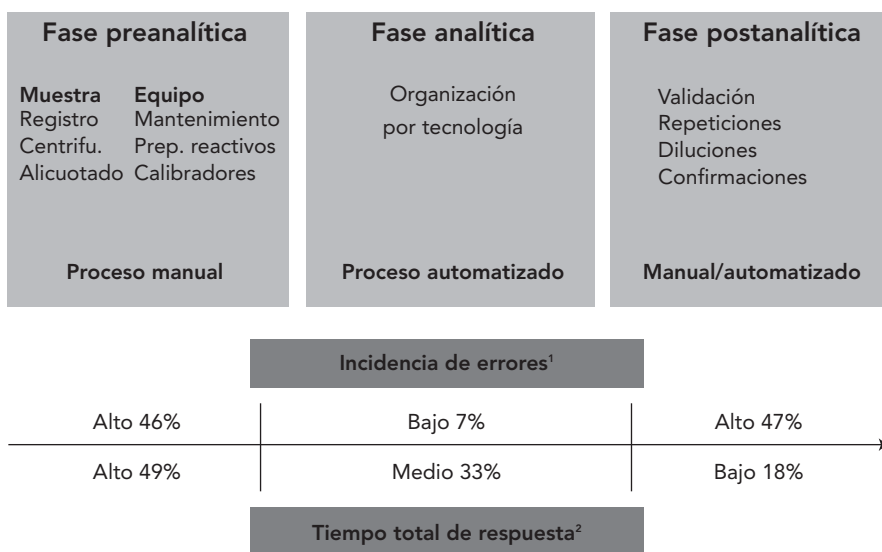 Fase preanalítica
Muestra Equipo
Registro Mantenimiento
Centrifu. Prep. reactivos
Alicuotado Calibradores
Proceso manual
Fase analítica
Organización
por tecnología
Proceso automatizado
Fase postanalítica
Validación
Repeticiones
Diluciones
Confirmaciones
Manual/automatizado
Incidencia de errores¹
Alto 46% Bajo 7% Alto 47%
Alto 49% Medio 33% Bajo 18%
Tiempo total de respuesta²